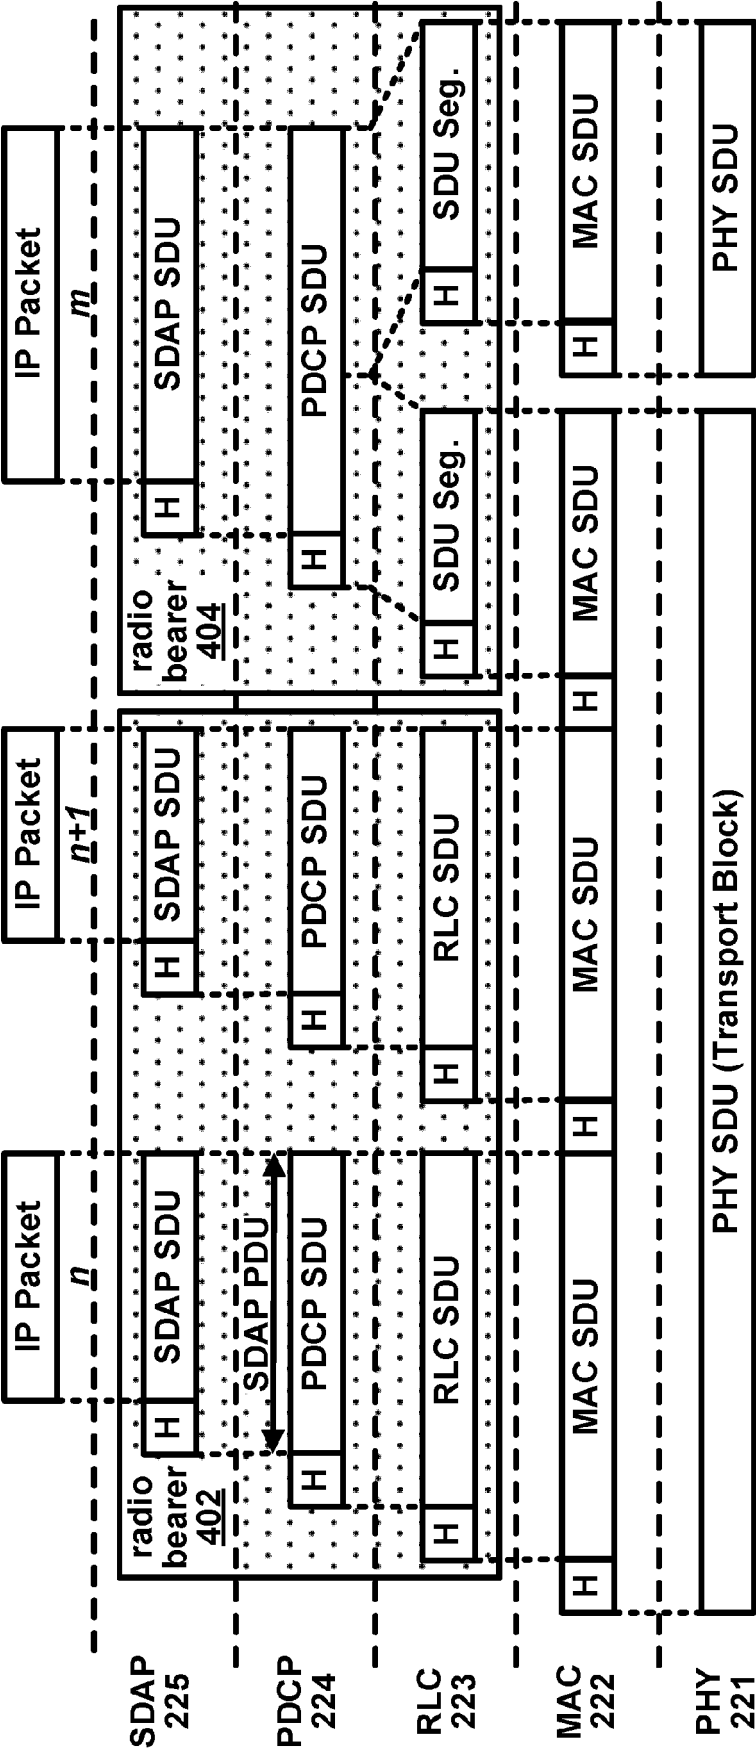 IP Packet
IP Packet
IP Packet
n
n+1
m
SDAP
225
radio
bearer
402
H
SDAP SDU
H
SDAP SDU
radio
bearer
404
H
SDAP SDU
SDAP PDU
PDCP
224
H
PDCP SDU
H
PDCP SDU
H
PDCP SDU
RLC
223
H
RLC SDU
H
RLC SDU
H
SDU Seg.
H
SDU Seg.
MAC
222
H
MAC SDU
H
MAC SDU
H
MAC SDU
H
MAC SDU
PHY
221
PHY SDU (Transport Block)
PHY SDU